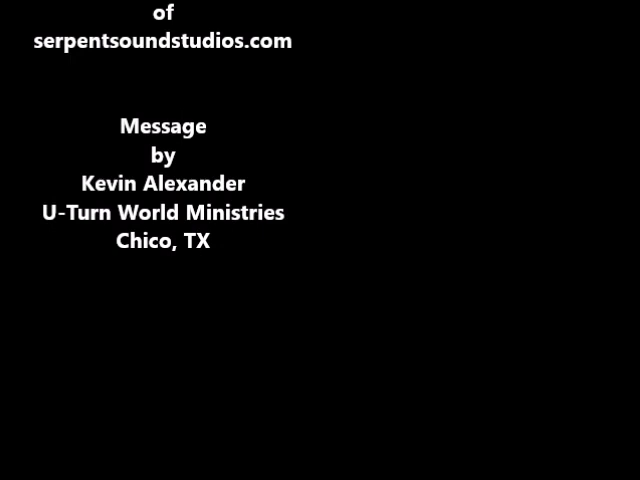 of
serpentsoundstudios.com
Message
by
Kevin Alexander
U-Turn World Ministries
Chico, TX